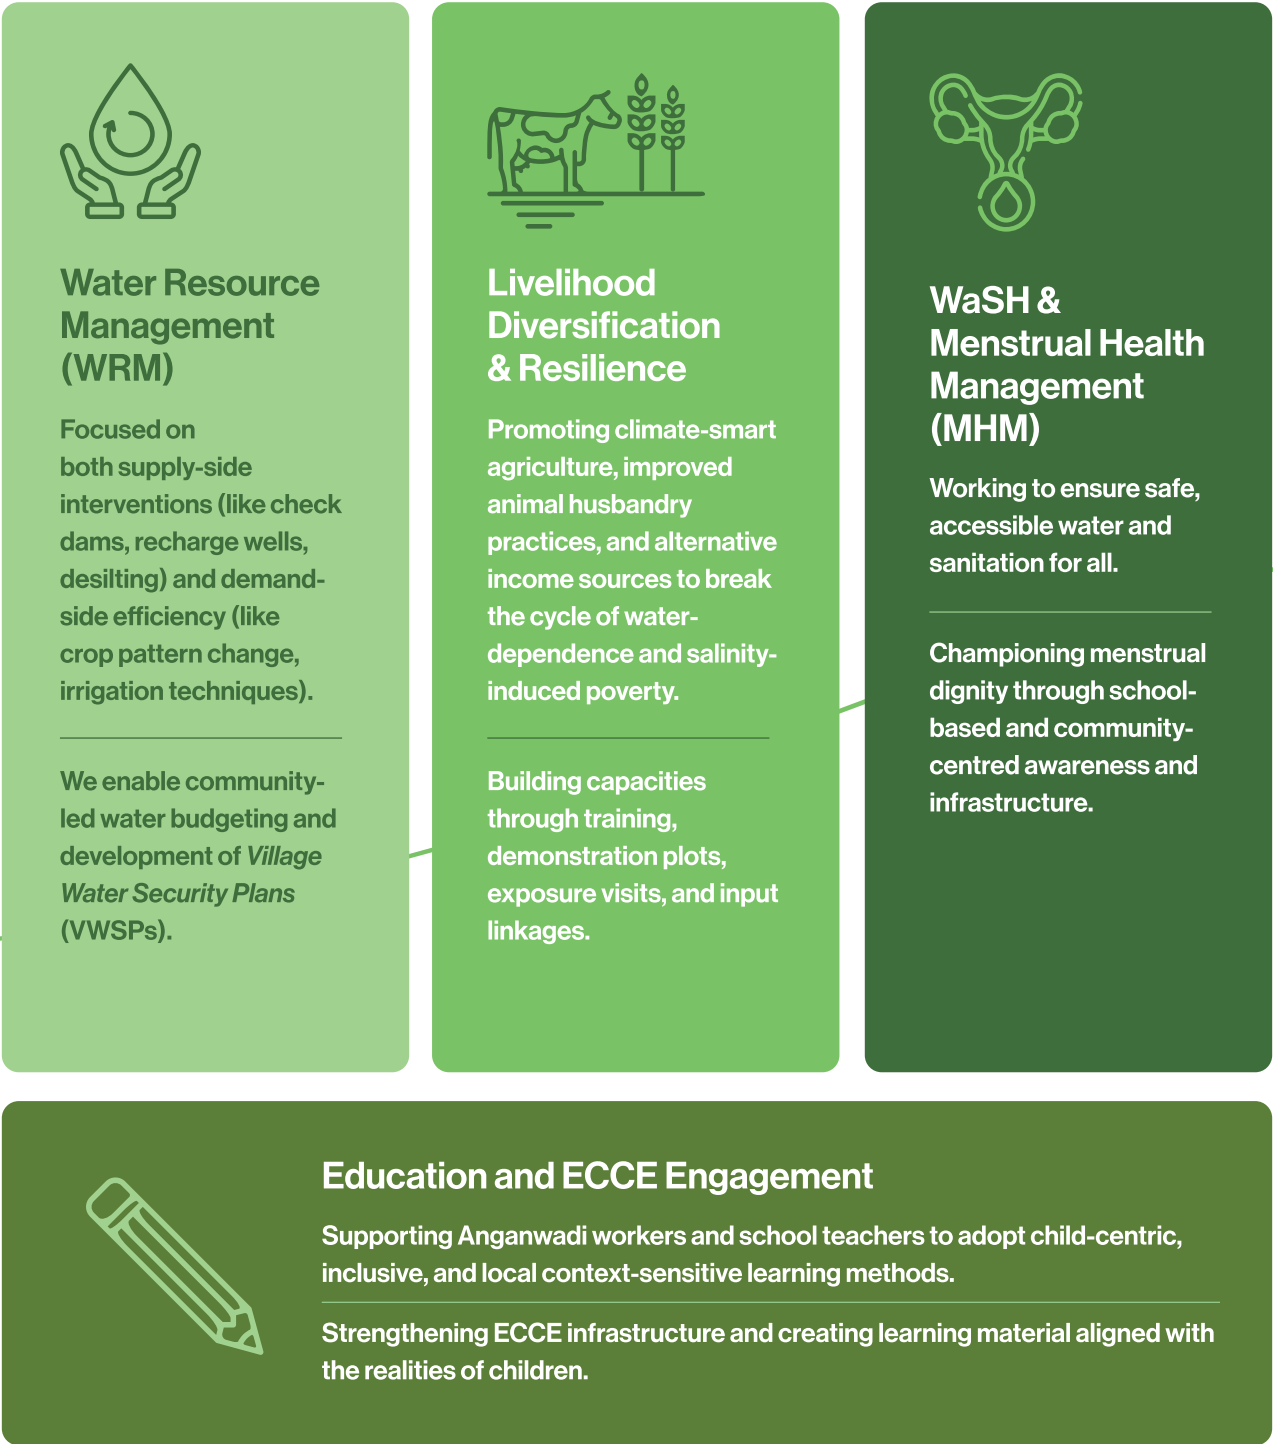 Water Resource
Management
(WRM)
Focused on
both supply-side
interventions (like check
dams, recharge wells,
desilting) and demand-
side efficiency (like
crop pattern change,
irrigation techniques).
We enable community-
led water budgeting and
development of Village
Water Security Plans
(VWSPs).
Livelihood
Diversification
& Resilience
Promoting climate-smart
agriculture, improved
animal husbandry
practices, and alternative
income sources to break
the cycle of water-
dependence and salinity-
induced poverty.
Building capacities
through training,
demonstration plots,
exposure visits, and input
linkages.
WaSH &
Menstrual Health
Management
(MHM)
Working to ensure safe,
accessible water and
sanitation for all.
Championing menstrual
dignity through school-
based and community-
centred awareness and
infrastructure.
Education and ECCE Engagement
Supporting Anganwadi workers and school teachers to adopt child-centric,
inclusive, and local context-sensitive learning methods.
Strengthening ECCE infrastructure and creating learning material aligned with
the realities of children.